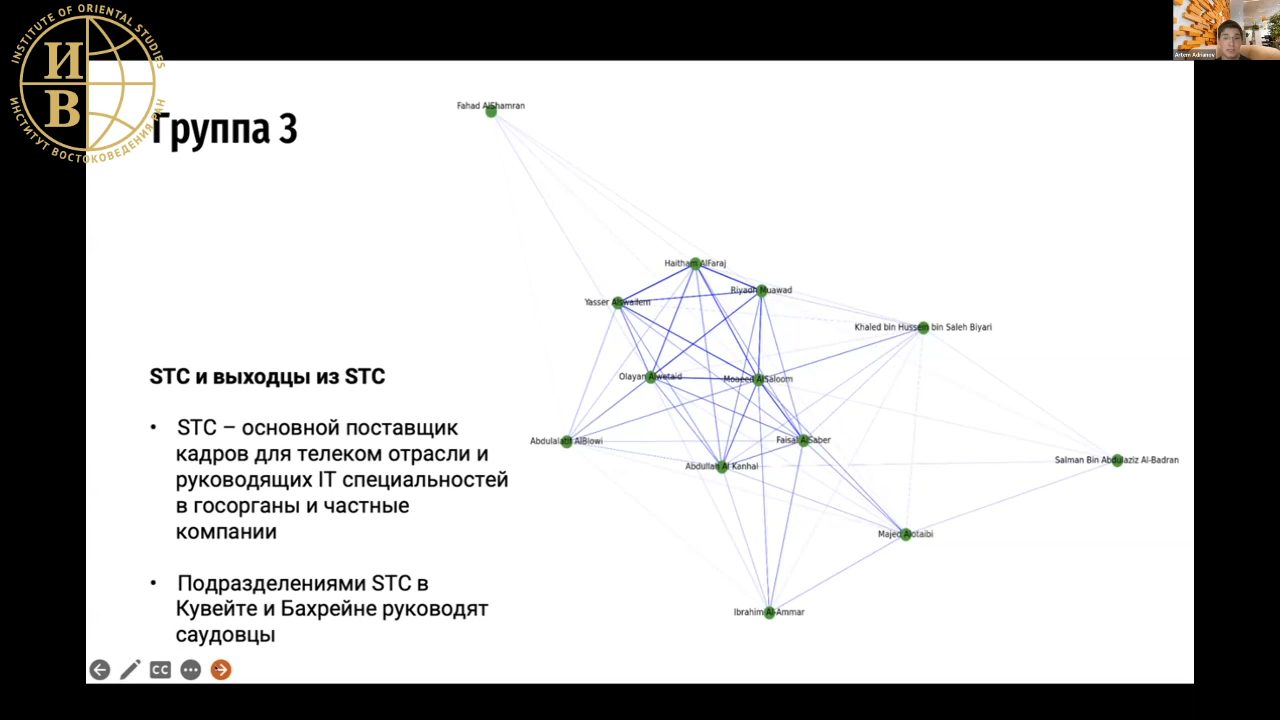 INSTITUTE OF ORIENTAL STUDIES
ИВ
ИНСТИТУТ ВОСТОКОВЕДЕНИЯ РАН
Artem Adrianov
Группа 3
Fahad AlShamran
Haitham AlFaraj
Riyadh Muawad
Yasser Alswailem
Khaled bin Hussein bin Saleh Biyari
Olayan Alwetaid
Moaeed AlSaloom
Abdulalatif AlBlowi
Faisal AlSaber
Abdullah Al Kanhal
Salman Bin Abdulaziz Al-Badran
Majed Alotaibi
Ibrahim Al-Ammar
STC и выходцы из STC
• STC – основной поставщик
кадров для телеком отрасли и
руководящих IT специальностей
в госорганы и частные
компании
• Подразделениями STC в
Кувейте и Бахрейне руководят
саудовцы
CC